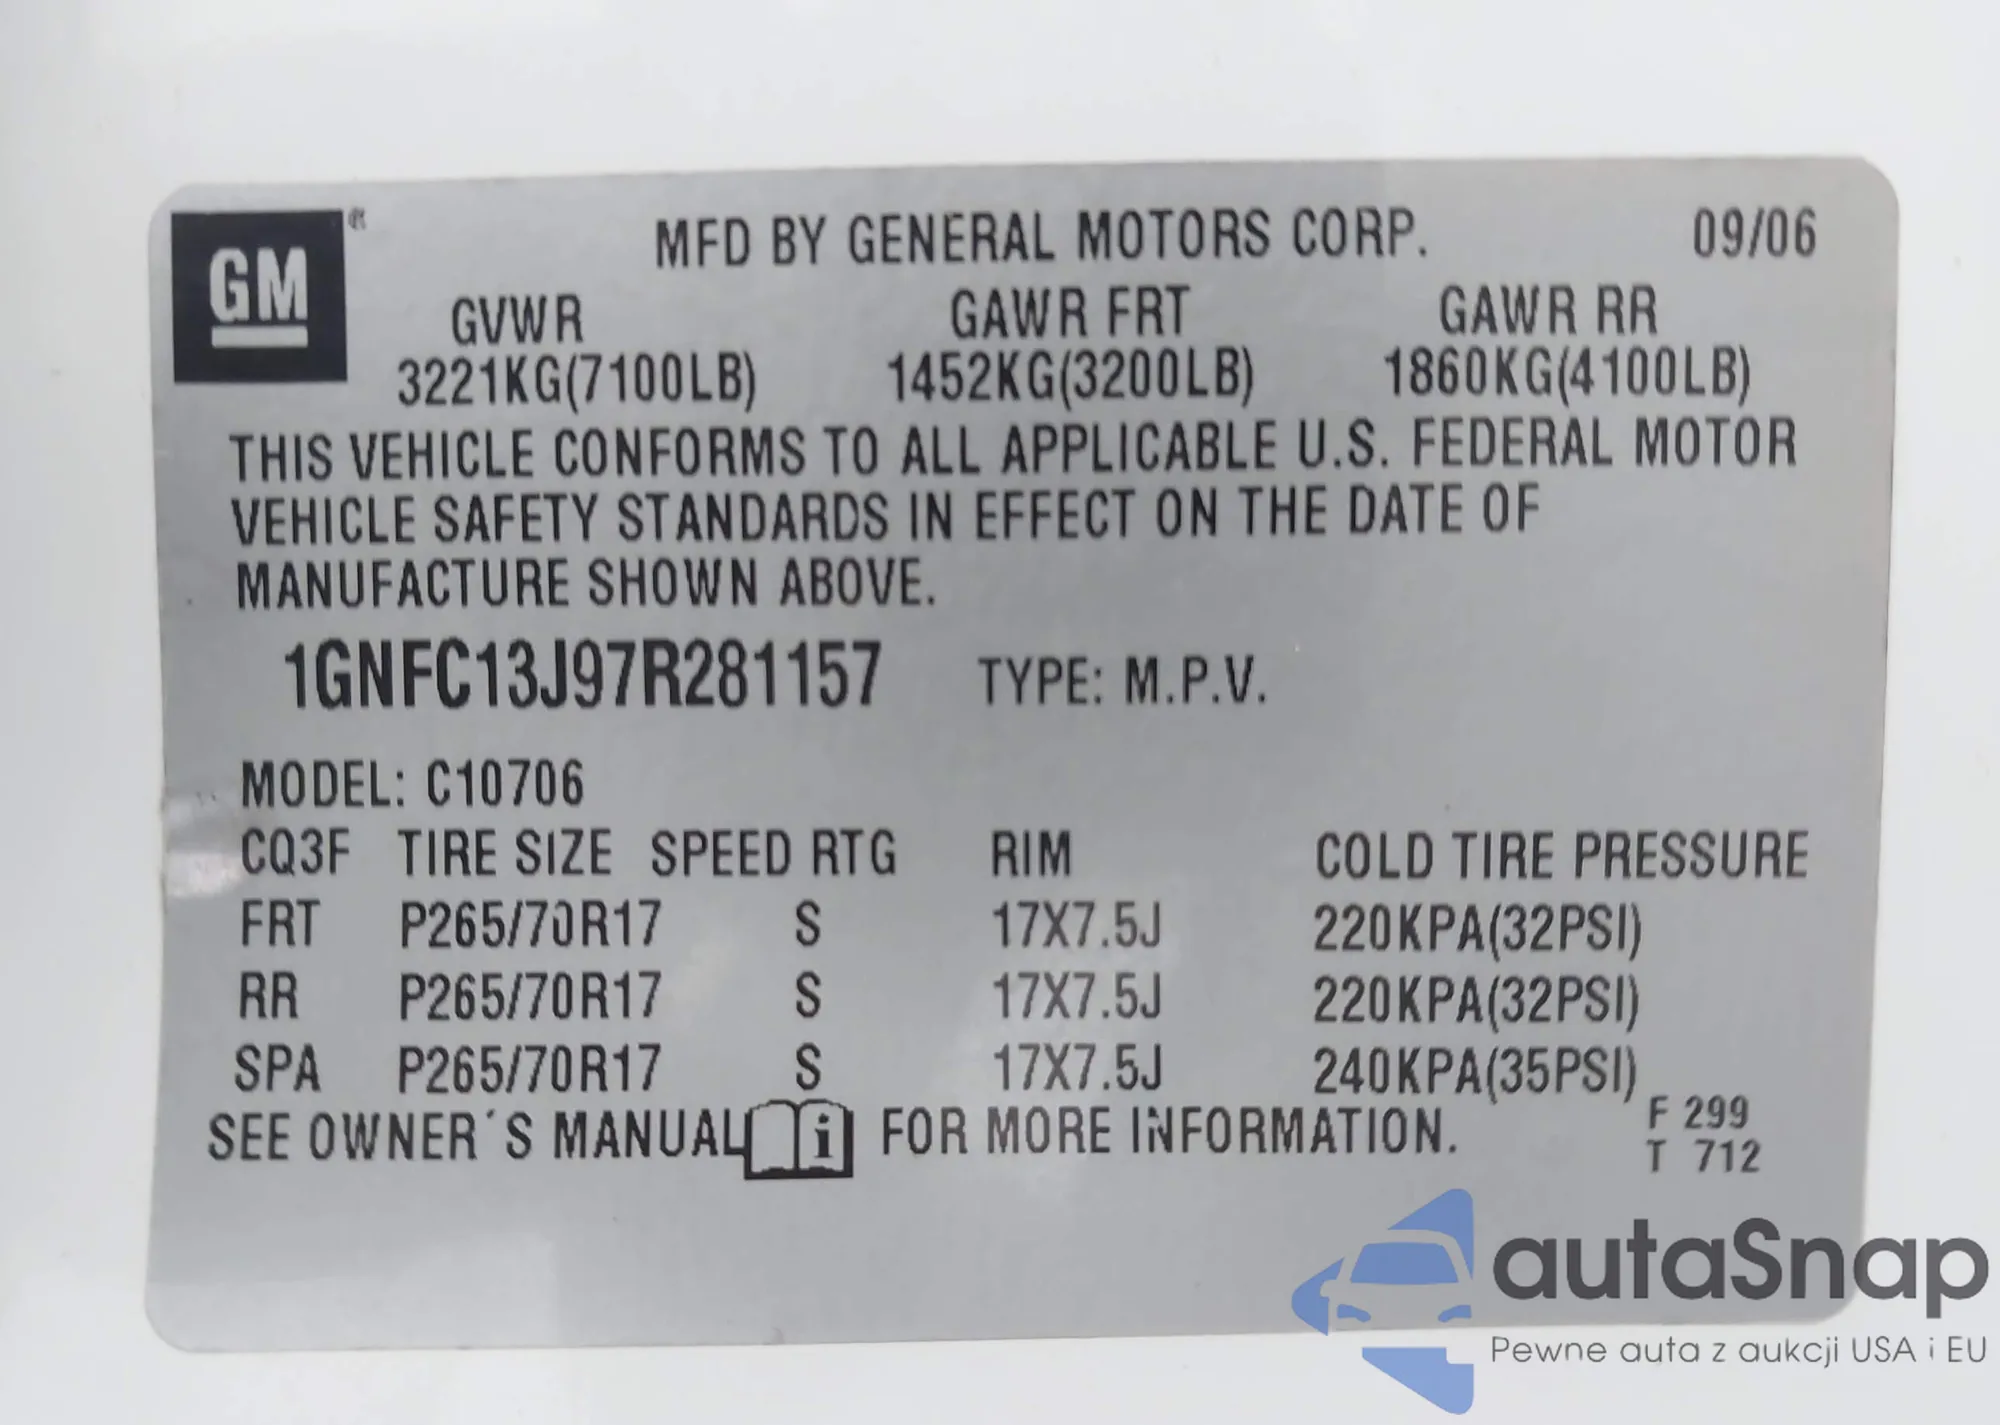 GM
MFD BY GENERAL MOTORS CORP. 09/06
GVWR GAWR FRT GAWR RR
3221KG(7100LB) 1452KG(3200LB) 1860KG(4100LB)
THIS VEHICLE CONFORMS TO ALL APPLICABLE U.S. FEDERAL MOTOR
VEHICLE SAFETY STANDARDS IN EFFECT ON THE DATE OF
MANUFACTURE SHOWN ABOVE.
1GNFC13J97R281157 TYPE: M.P.V.
MODEL: C10706
CQ3F TIRE SIZE SPEED RTG RIM COLD TIRE PRESSURE
FRT P265/70R17 S 17X7.5J 220KPA(32PSI)
RR P265/70R17 S 17X7.5J 220KPA(32PSI)
SPA P265/70R17 S 17X7.5J 240KPA(35PSI)
SEE OWNER´S MANUAL i FOR MORE INFORMATION.
F 299
T 712
autaSnap
Pewne auta z aukcji USA i EU